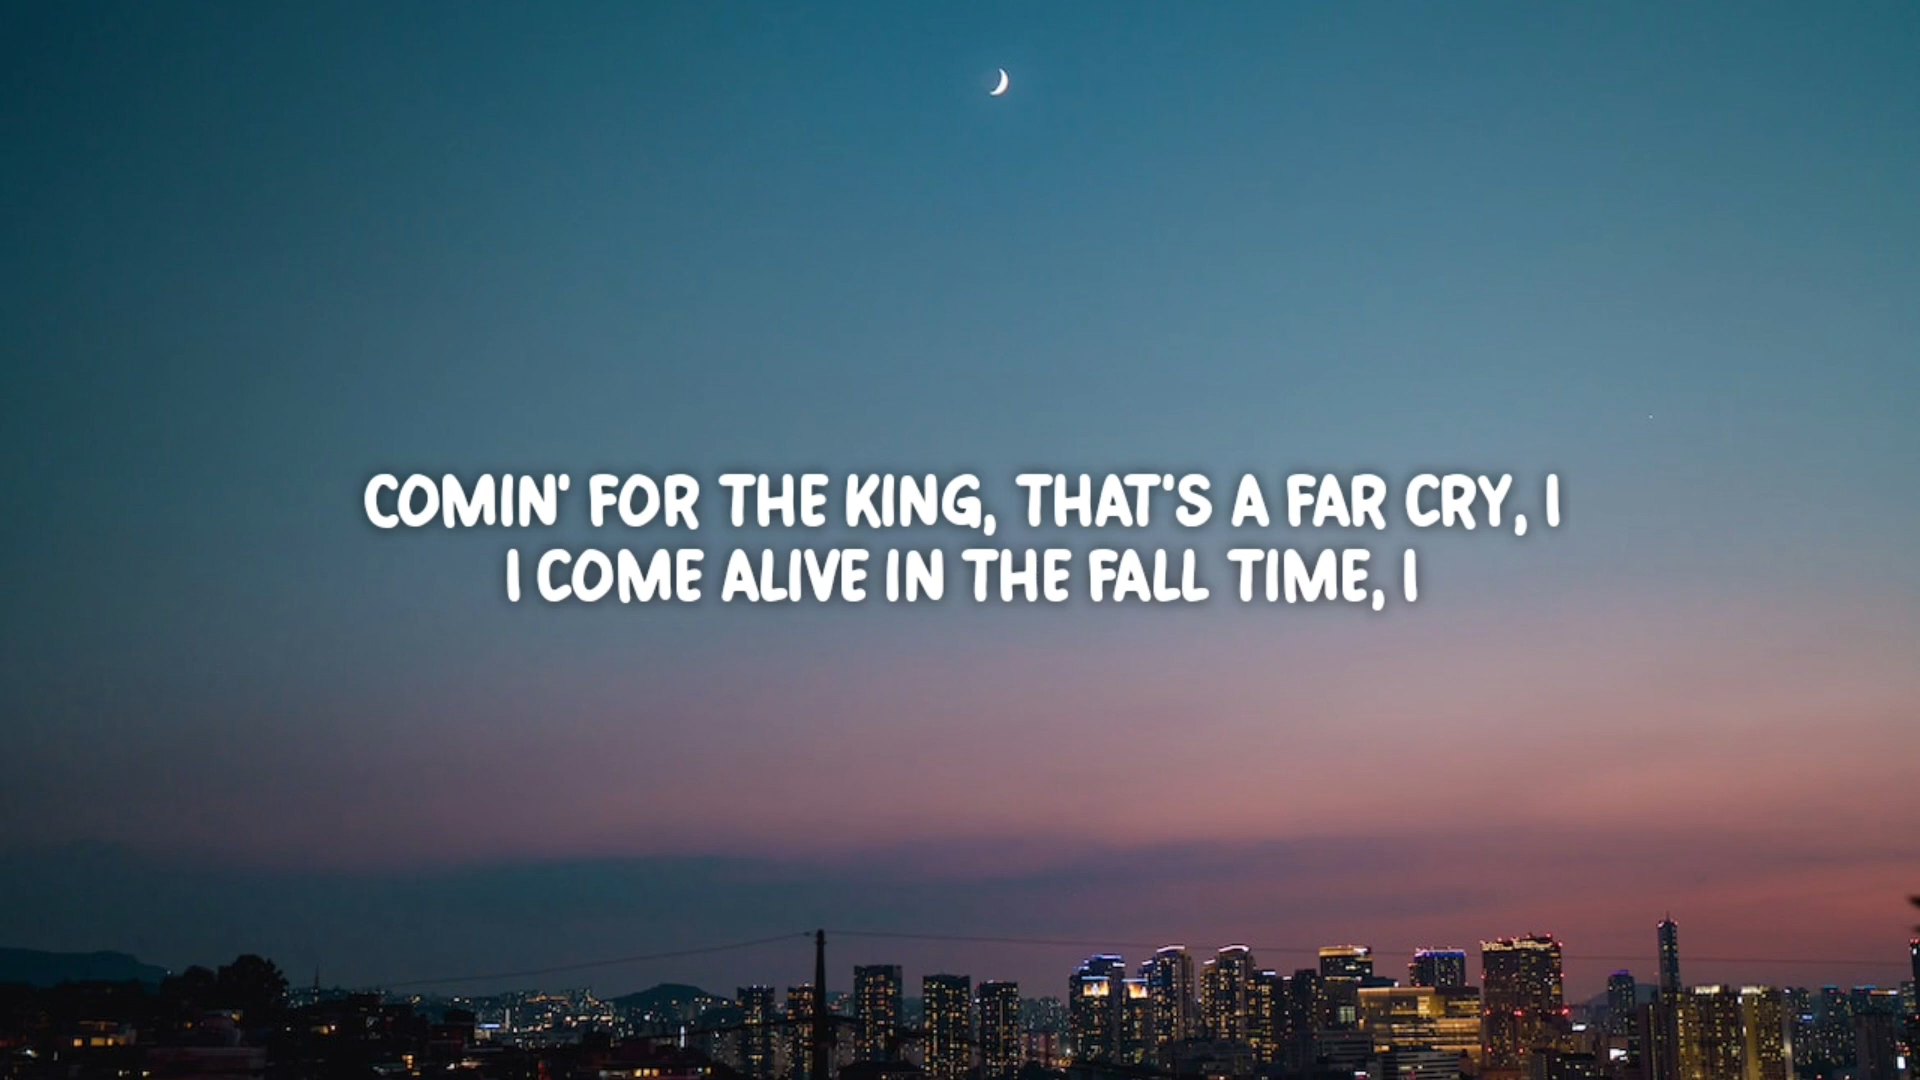 COMIN' FOR THE KING, THAT'S A FAR CRY, I
I COME ALIVE IN THE FALL TIME, I